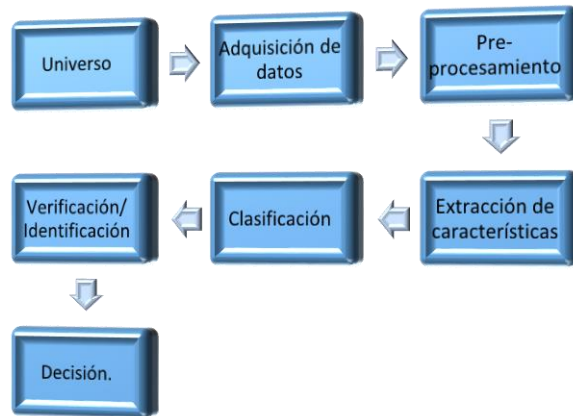 Universo
Adquisición de
datos
Pre-
procesamiento
Extracción de
características
Clasificación
Verificación/
Identificación
Decisión.